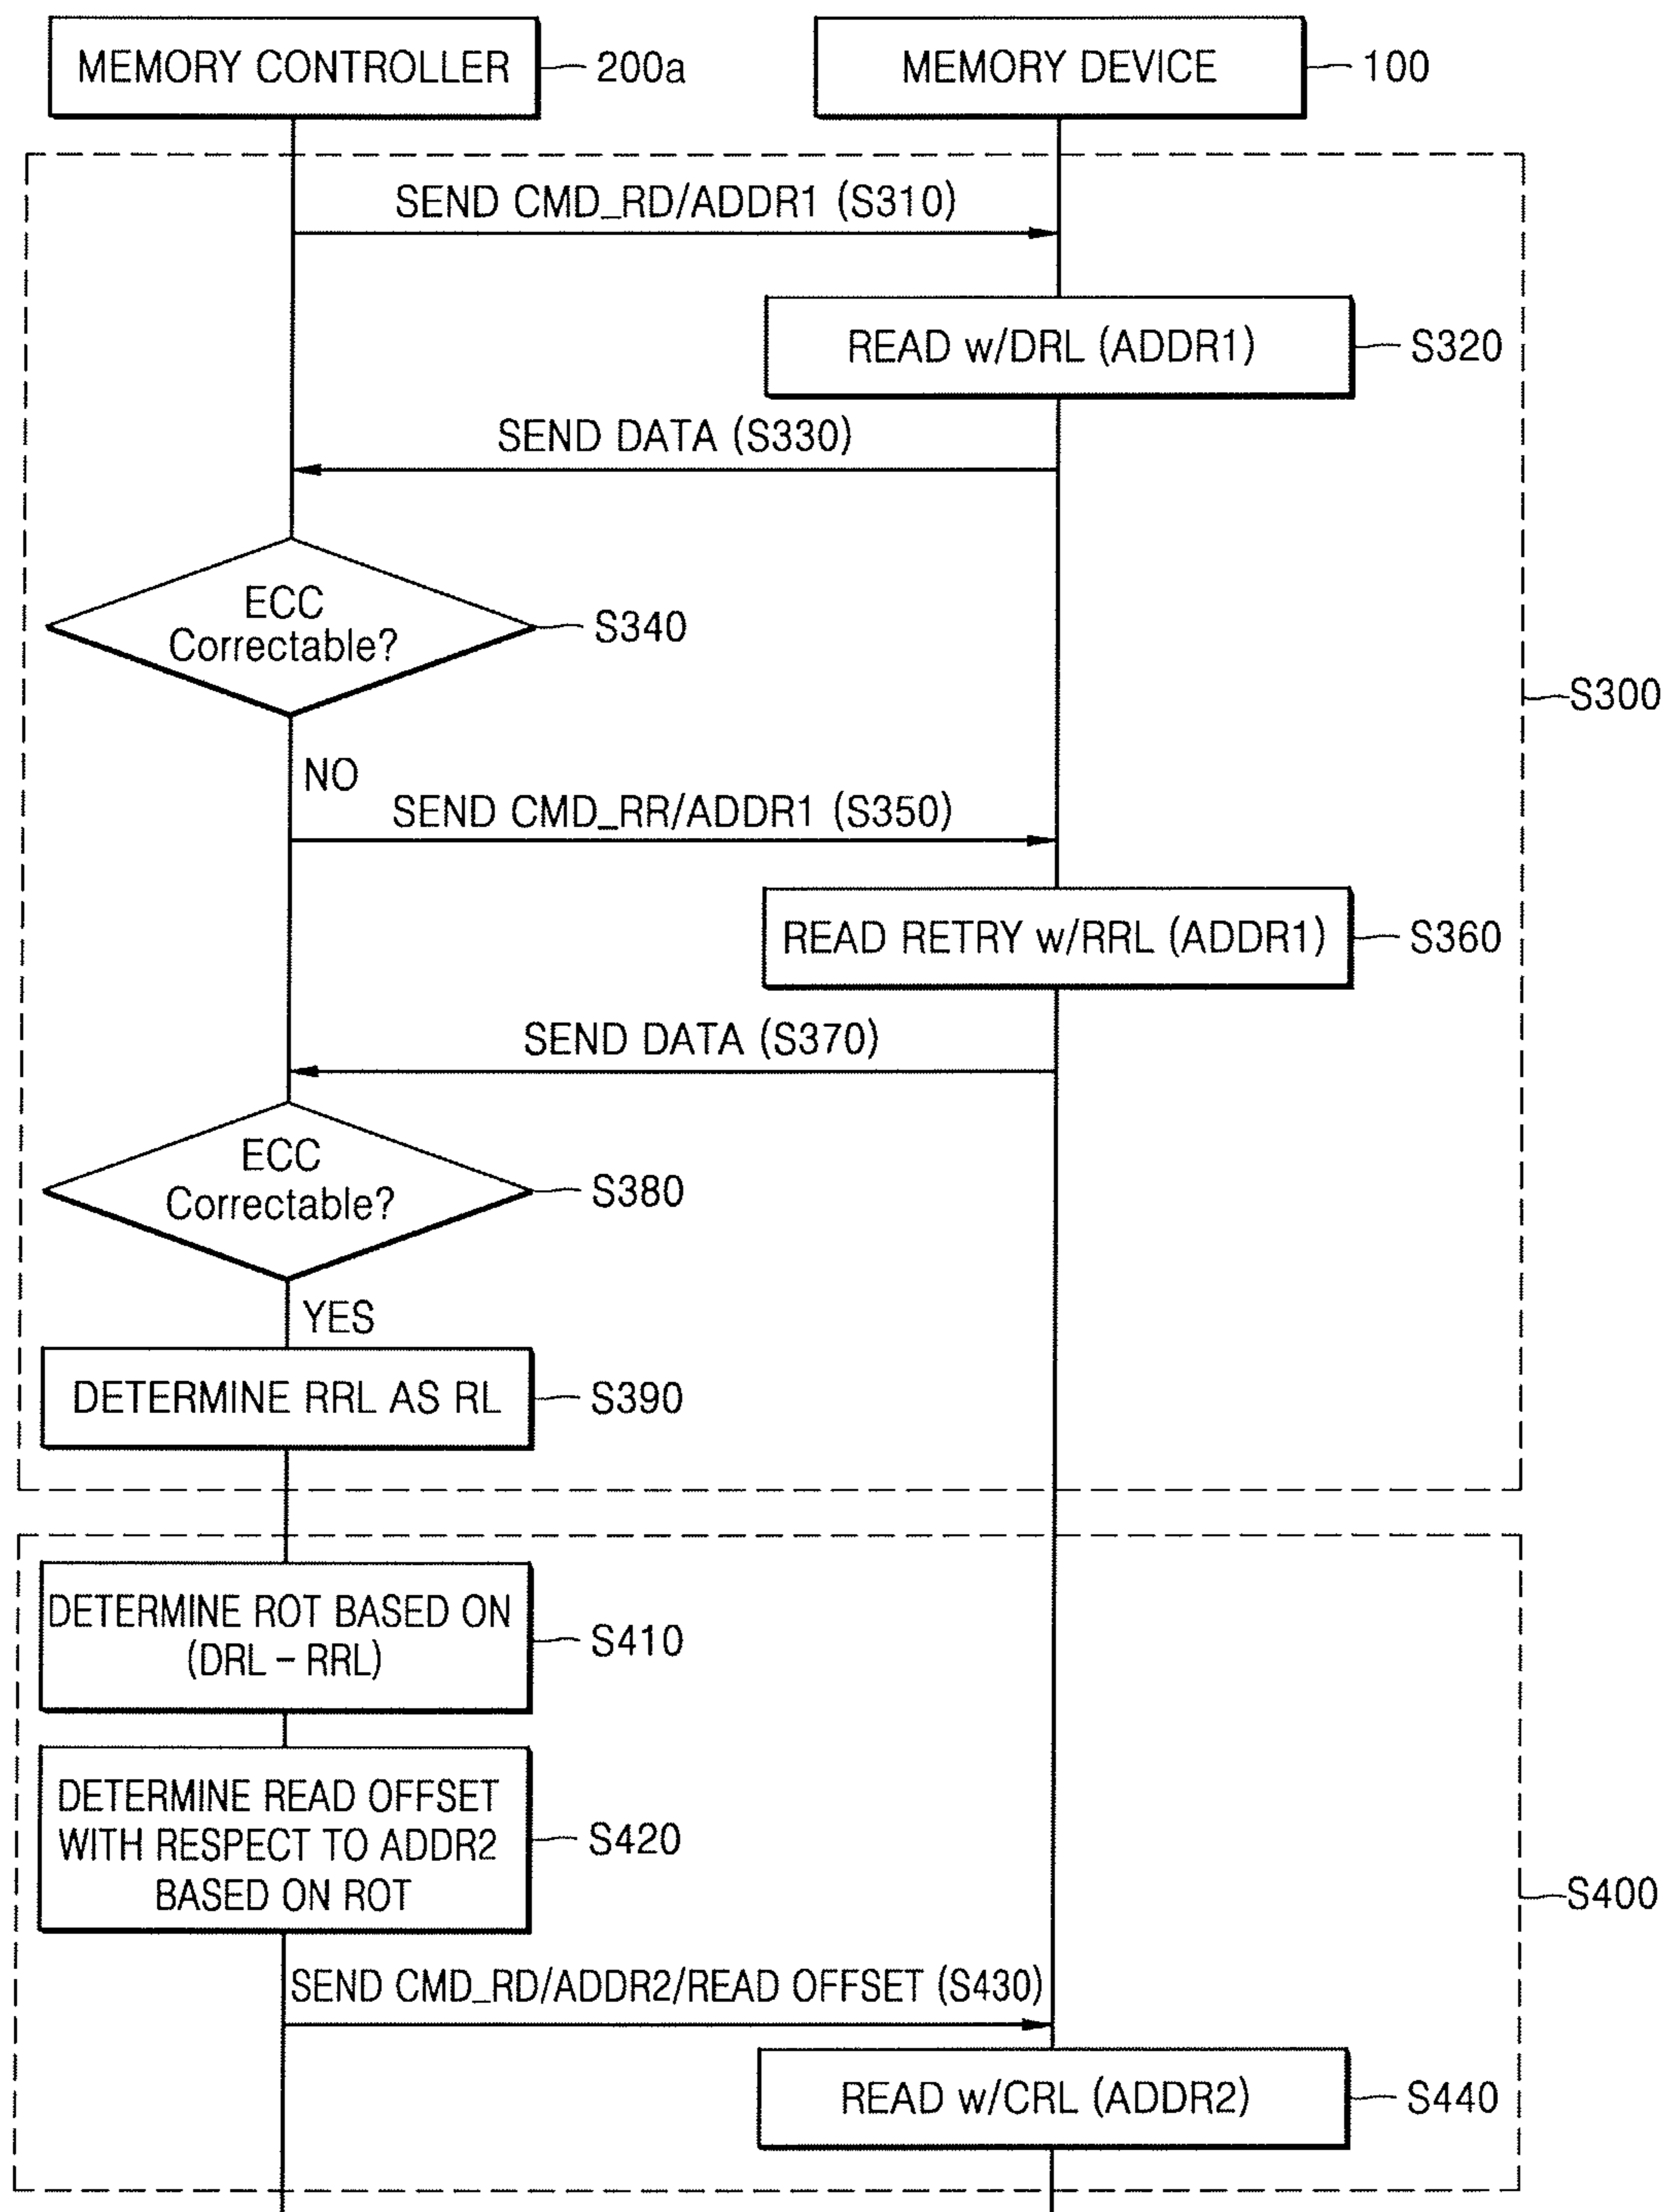 MEMORY CONTROLLER 200a
MEMORY DEVICE 100
SEND CMD_RD/ADDR1 (S310)
READ w/DRL (ADDR1) S320
SEND DATA (S330)
ECC
Correctable?
S340
S300
NO
SEND CMD_RR/ADDR1 (S350)
READ RETRY w/RRL (ADDR1) S360
SEND DATA (S370)
ECC
Correctable?
S380
YES
DETERMINE RRL AS RL S390
DETERMINE ROT BASED ON
(DRL – RRL)
S410
DETERMINE READ OFFSET
WITH RESPECT TO ADDR2
BASED ON ROT
S420
S400
SEND CMD_RD/ADDR2/READ OFFSET (S430)
READ w/CRL (ADDR2) S440